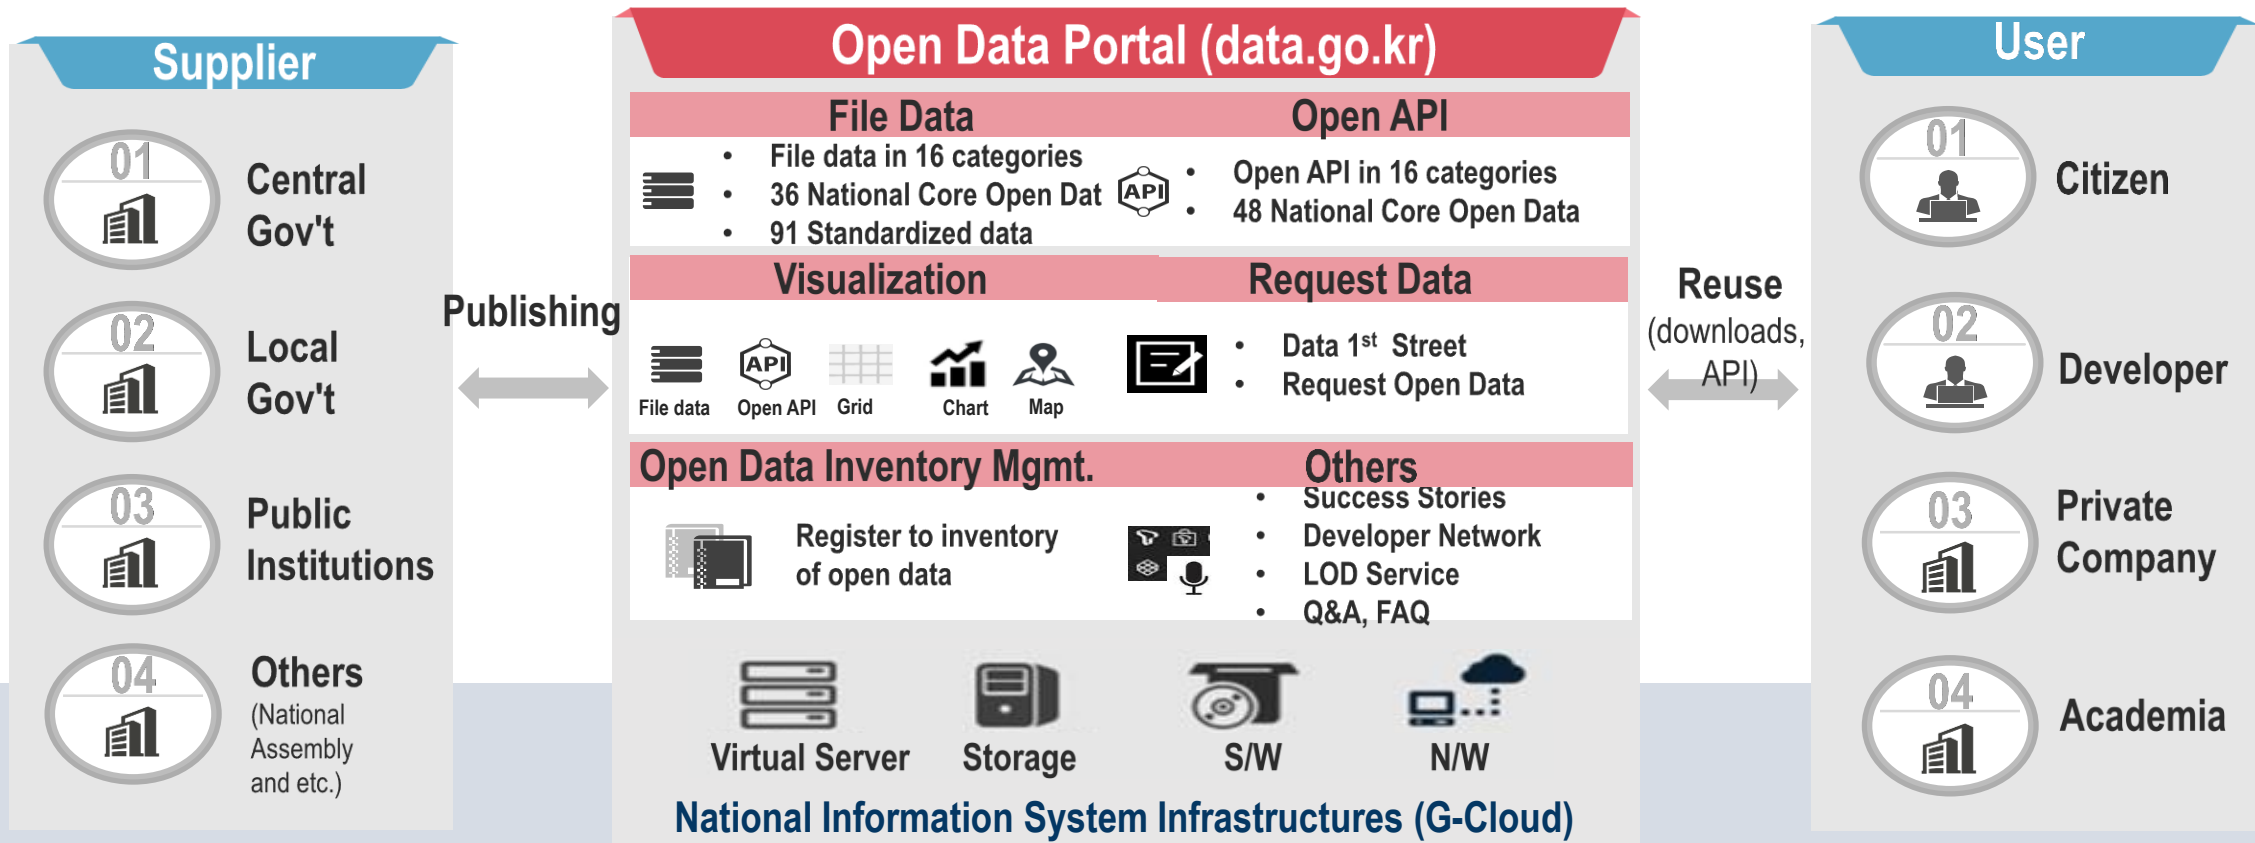 Supplier
01
Central
Gov't
02
Local
Gov't
03
Public
Institutions
04
Others
(National
Assembly
and etc.)
Publishing
Open Data Portal (data.go.kr)
File Data
• File data in 16 categories
• 36 National Core Open Dat
• 91 Standardized data
Open API
API
• Open API in 16 categories
• 48 National Core Open Data
Visualization
API
File data Open API Grid Chart Map
Request Data
• Data 1st Street
• Request Open Data
Open Data Inventory Mgmt.
Register to inventory
of open data
Others
• Success Stories
• Developer Network
• LOD Service
• Q&A, FAQ
Virtual Server Storage S/W N/W
National Information System Infrastructures (G-Cloud)
Reuse
(downloads,
API)
User
01
Citizen
02
Developer
03
Private
Company
04
Academia